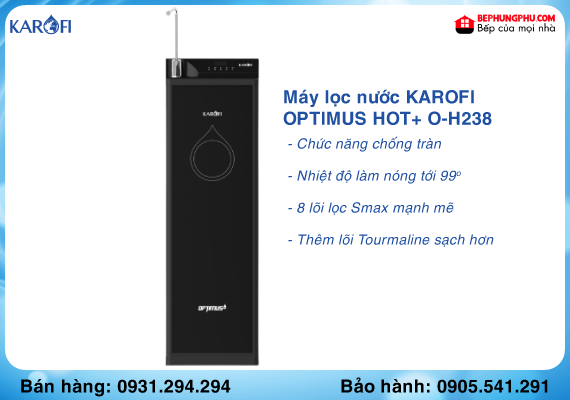 KAROFI
BEPHUNGPHU.COM
Bếp của mọi nhà
KAROFI
KAROFI
OPTIMUS
Máy lọc nước KAROFI
OPTIMUS HOT+ O-H238
- Chức năng chống tràn
- Nhiệt độ làm nóng tới 99º
- 8 lõi lọc Smax mạnh mẽ
- Thêm lõi Tourmaline sạch hơn
Bán hàng: 0931.294.294
Bảo hành: 0905.541.291